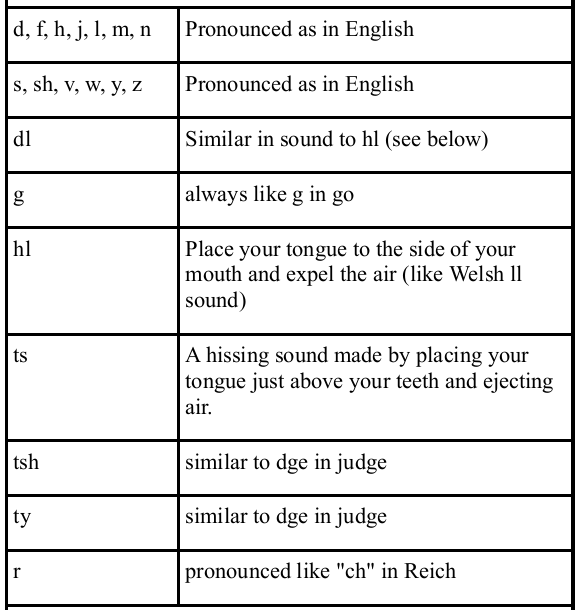 d, f, h, j, l, m, n Pronounced as in English
s, sh, v, w, y, z Pronounced as in English
dl Similar in sound to hl (see below)
g always like g in go
hl Place your tongue to the side of your
mouth and expel the air (like Welsh ll
sound)
ts A hissing sound made by placing your
tongue just above your teeth and ejecting
air.
tsh similar to dge in judge
ty similar to dge in judge
r pronounced like "ch" in Reich